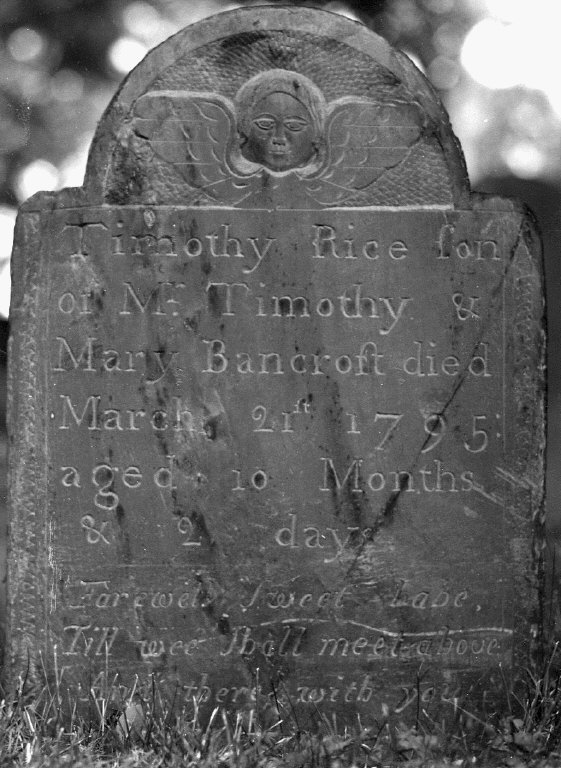 Timothy Rice ſon
of Mr. Timothy &
Mary Bancroft died
March, 21st 1795:
aged 10 Months
& 2 days
Farewel ſweet babe,
Till wee ſhall meet above
And there with you